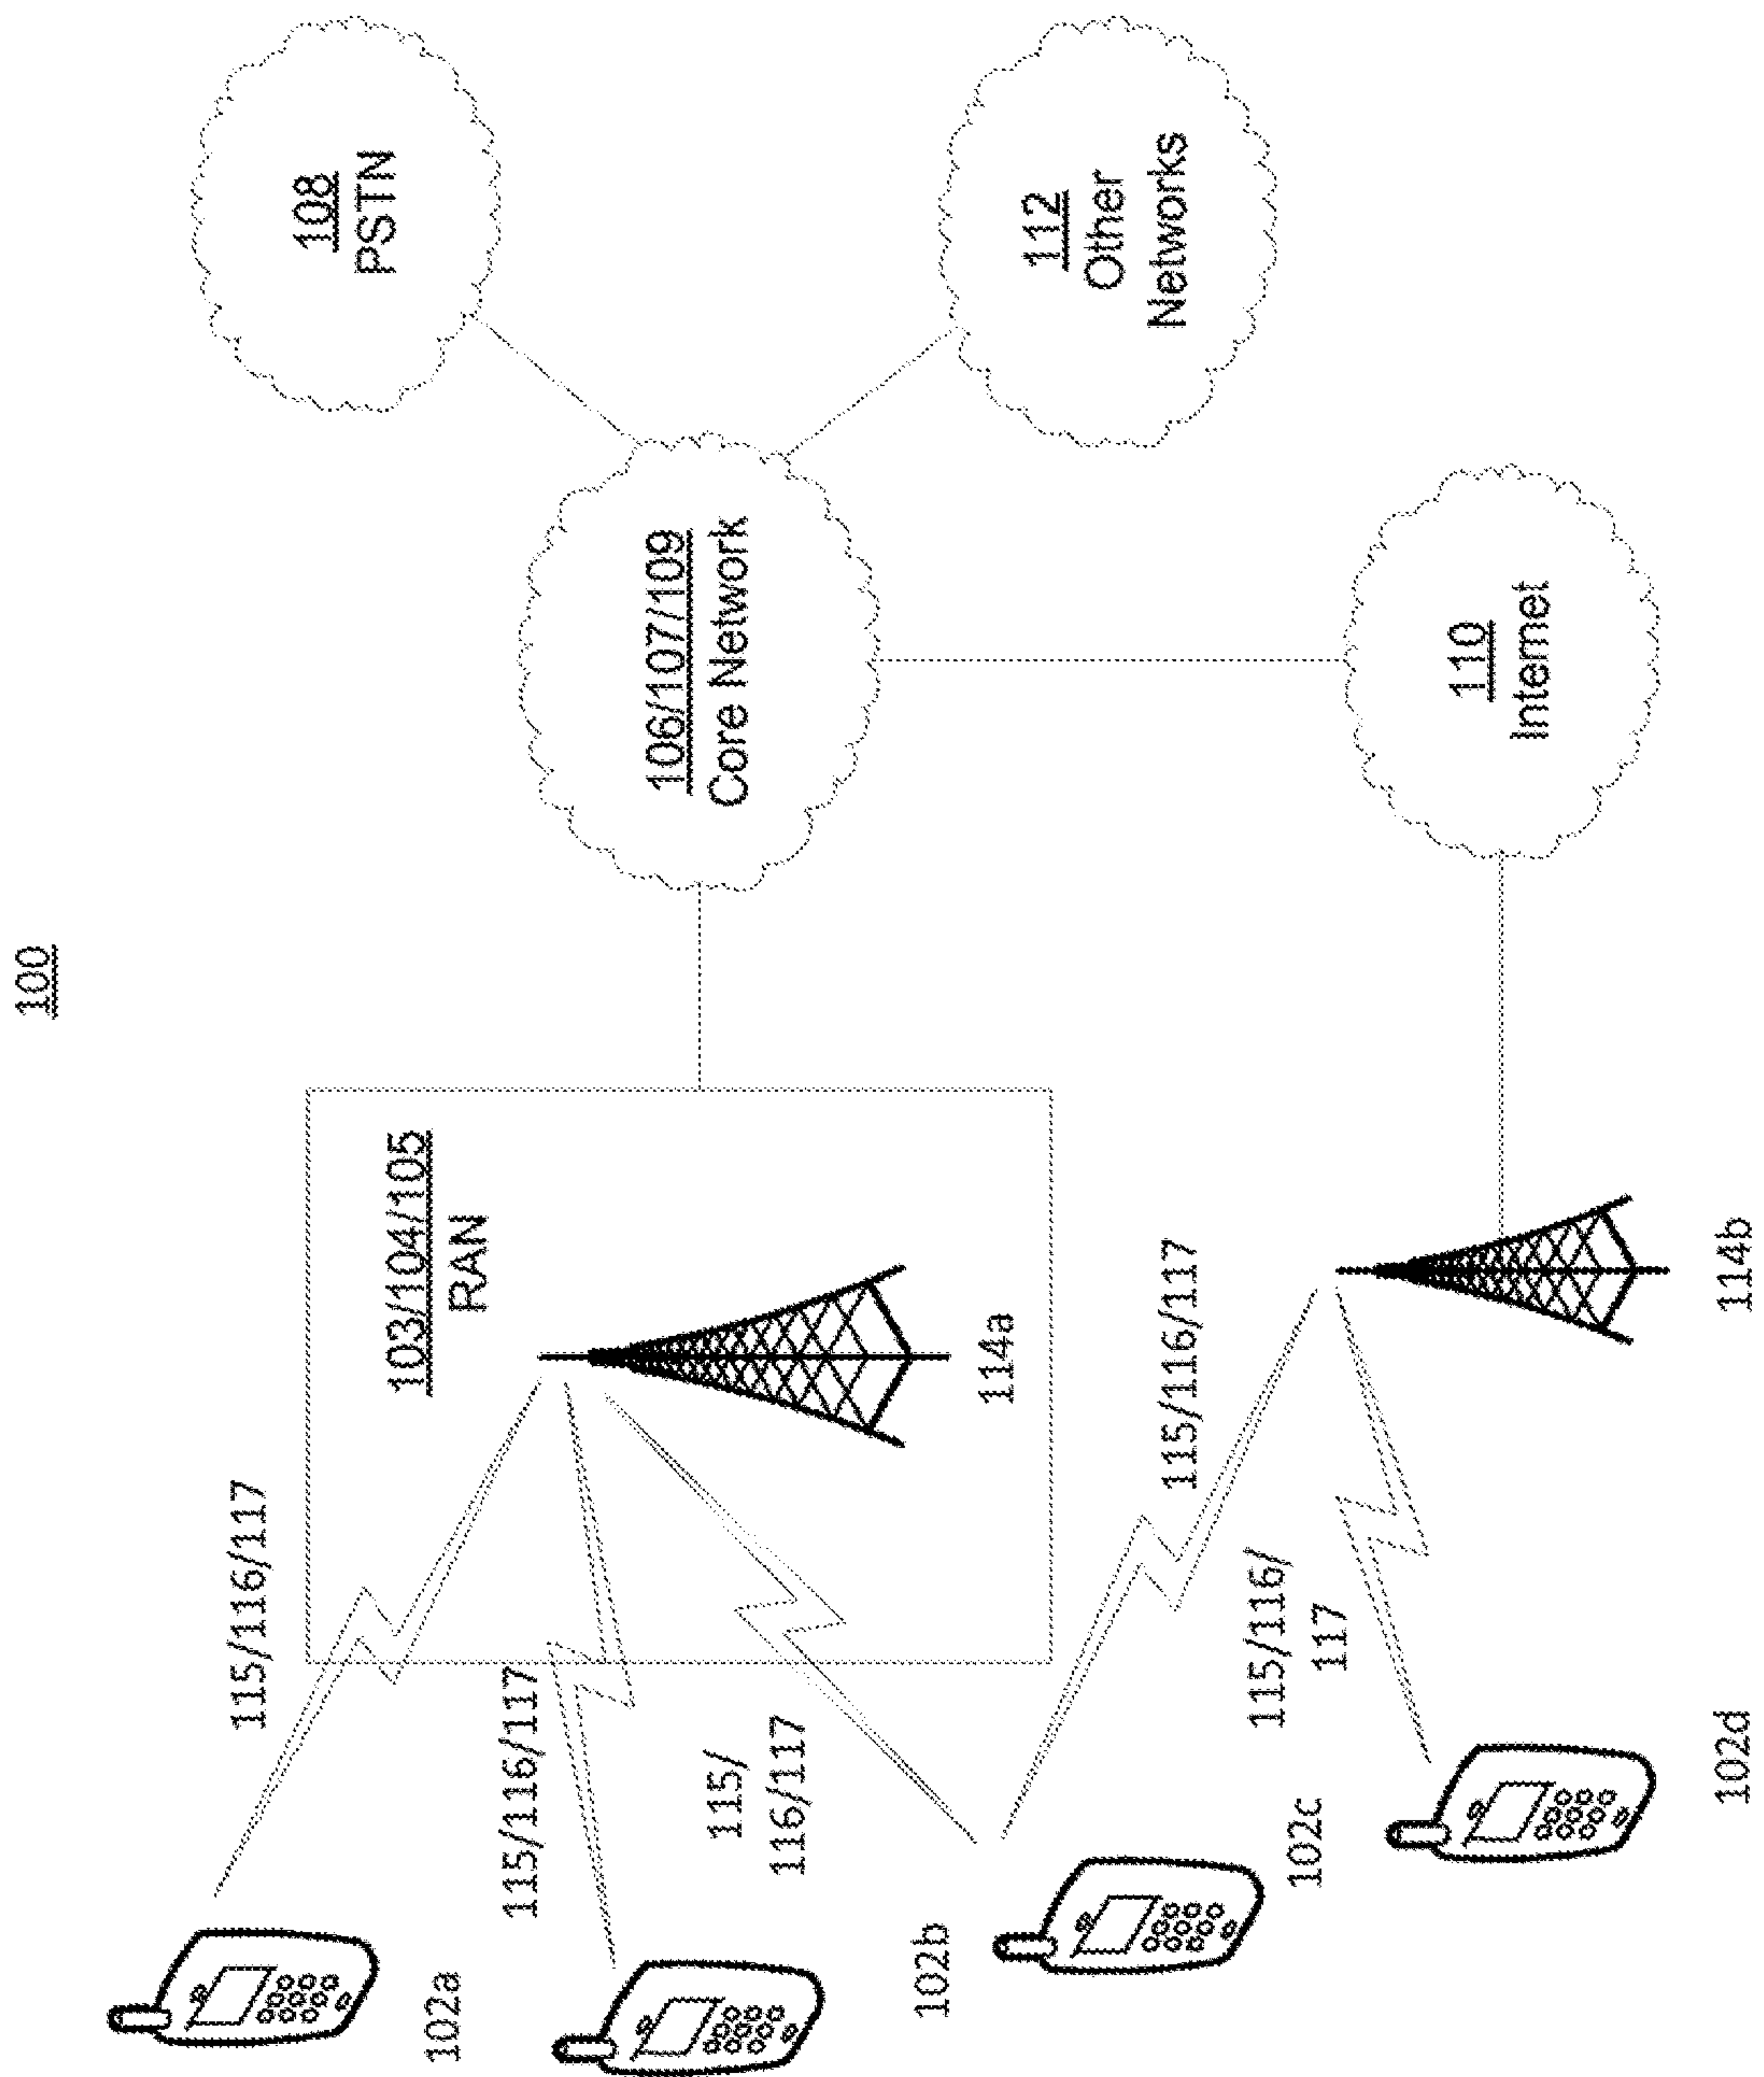 100
103/104/105
RAN
114a
115/116/117
115/116/117
115/
116/117
102a
102b
102c
102d
115/116/117
115/116/
117
114b
106/107/109
Core Network
108
PSTN
112
Other
Networks
110
Internet